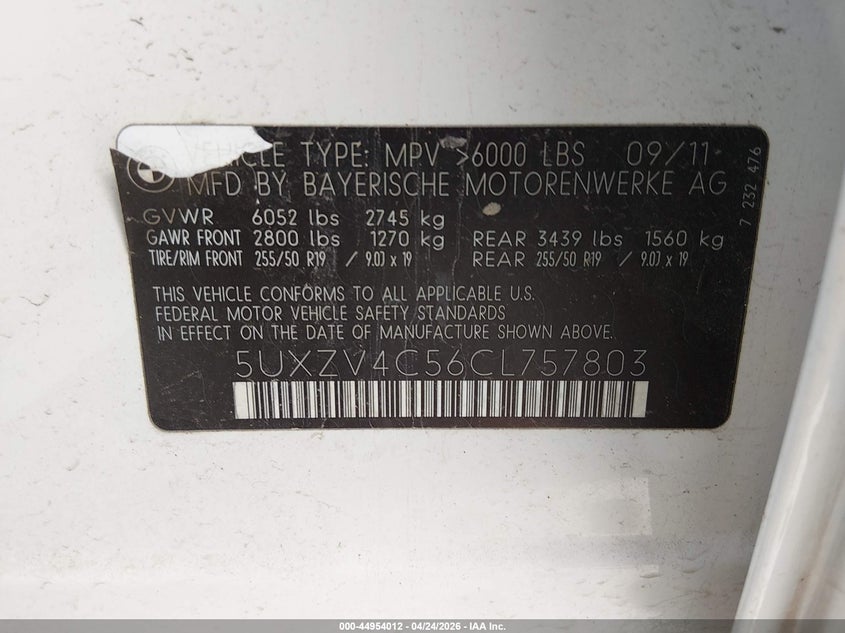 VEHICLE TYPE: MPV >6000 LBS 09/11
MFD BY BAYERISCHE MOTORENWERKE AG
GVWR 6052 lbs 2745 kg
GAWR FRONT 2800 lbs 1270 kg REAR 3439 lbs 1560 kg
TIRE/RIM FRONT 255/50 R19 / 9.0J x 19 REAR 255/50 R19 / 9.0J x 19
THIS VEHICLE CONFORMS TO ALL APPLICABLE U.S.
FEDERAL MOTOR VEHICLE SAFETY STANDARDS
IN EFFECT ON THE DATE OF MANUFACTURE SHOWN ABOVE.
5UXZV4C56CL757803
7 232 476
000-44954012 - 04/24/2026 - IAA Inc.